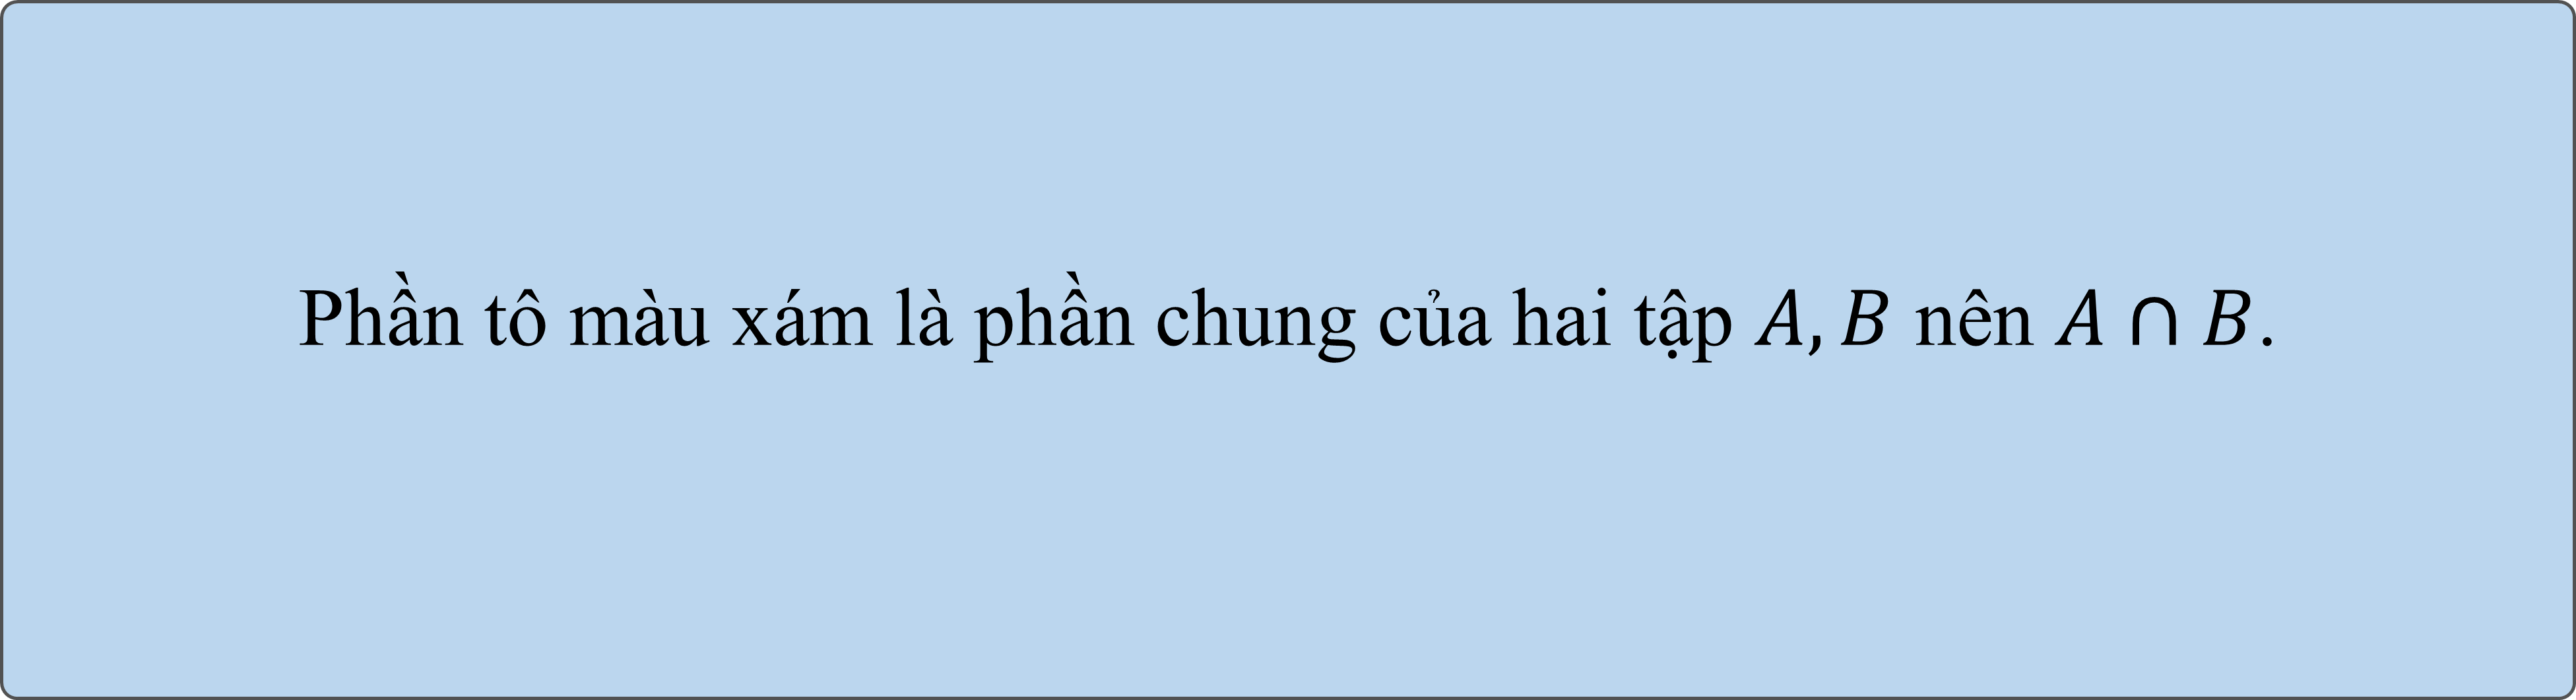 Phần tô màu xám là phần chung của hai tập A, B nên A ∩ B.